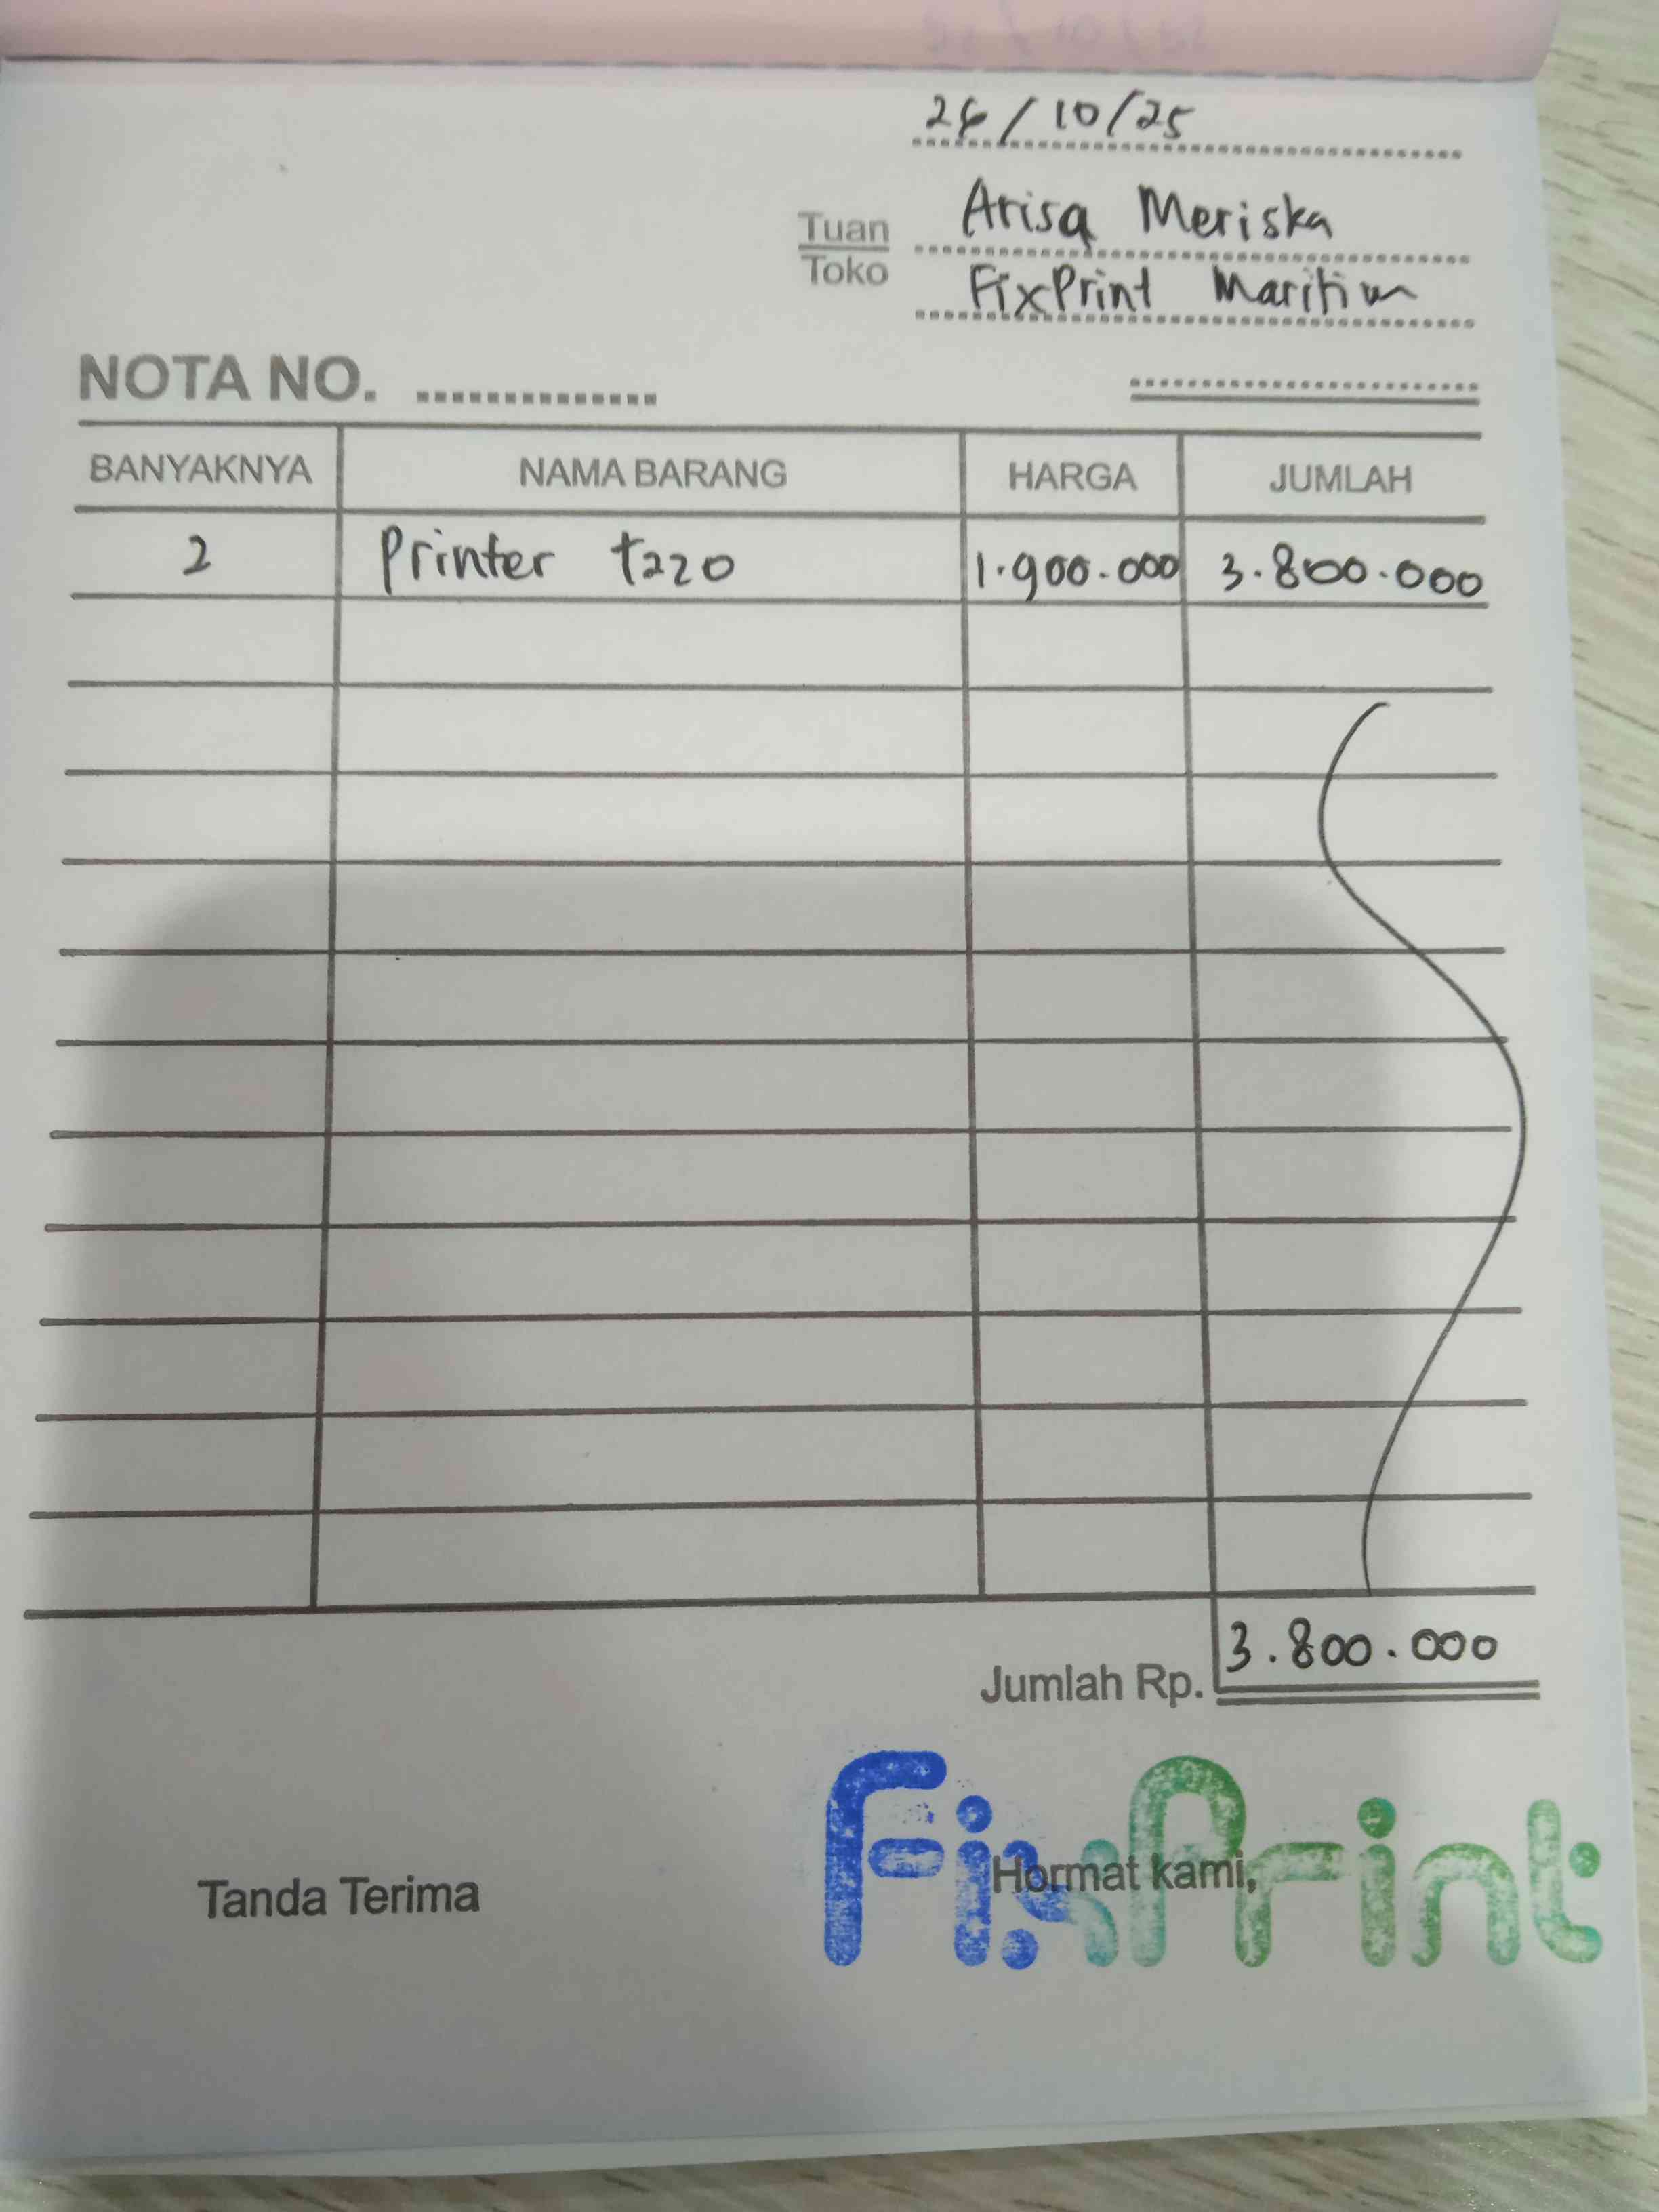 26/10/25
Tuan Arisa Meriska
Toko FixPrint Maritim
NOTA NO. ...............
BANYAKNYA NAMA BARANG HARGA JUMLAH
2 Printer t220 1.900.000 3.800.000
Jumlah Rp. 3.800.000
FixPrint
Tanda Terima Hormat kami,